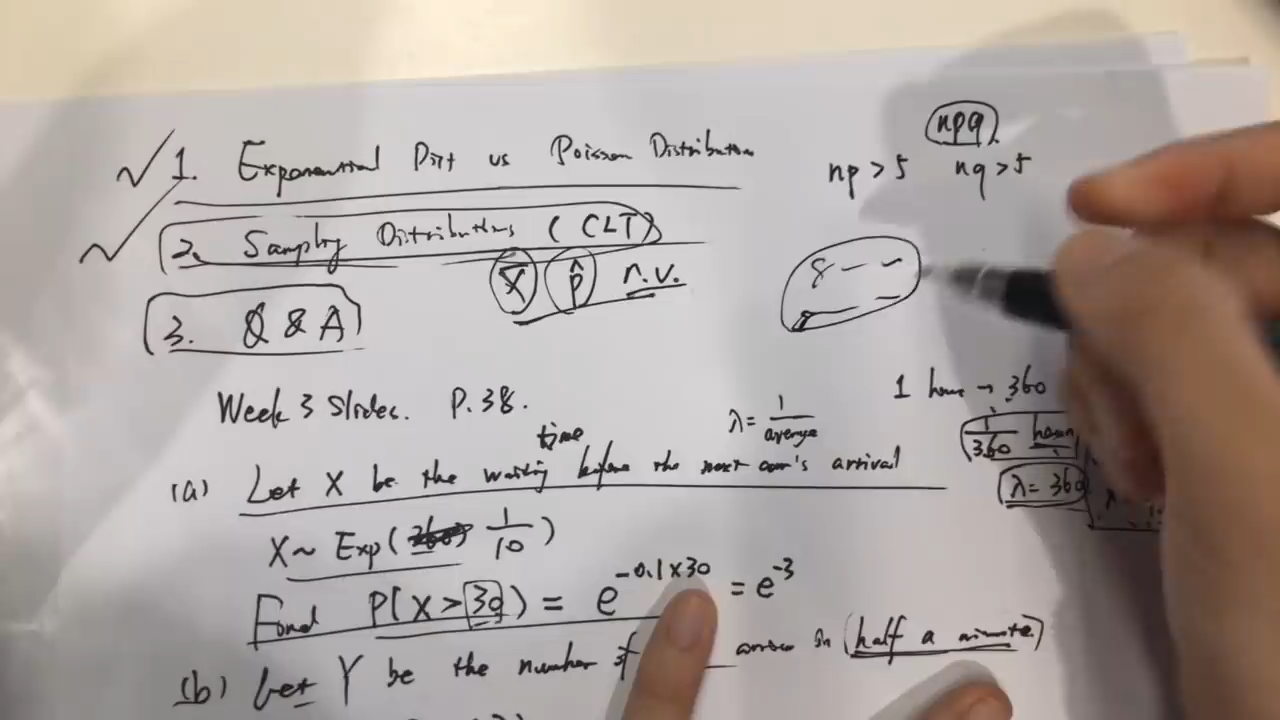 1. Exponential Dist vs Poisson Distribution
npq
np > 5 nq > 5
2. Sampling Distributions (CLT)
X̄ p̂ r.v.
8
3. Q & A
1 hour → 360
Week 3 Slides. P.38.
λ = 1/average
1/360 hour
λ = 360
(a) Let X be the waiting time before the next car's arrival
X ~ Exp( 1/10 )
Find P(X > 30) = e^{-0.1×30} = e^{-3}
(b) Let Y be the number of arrive in (half a minute.)